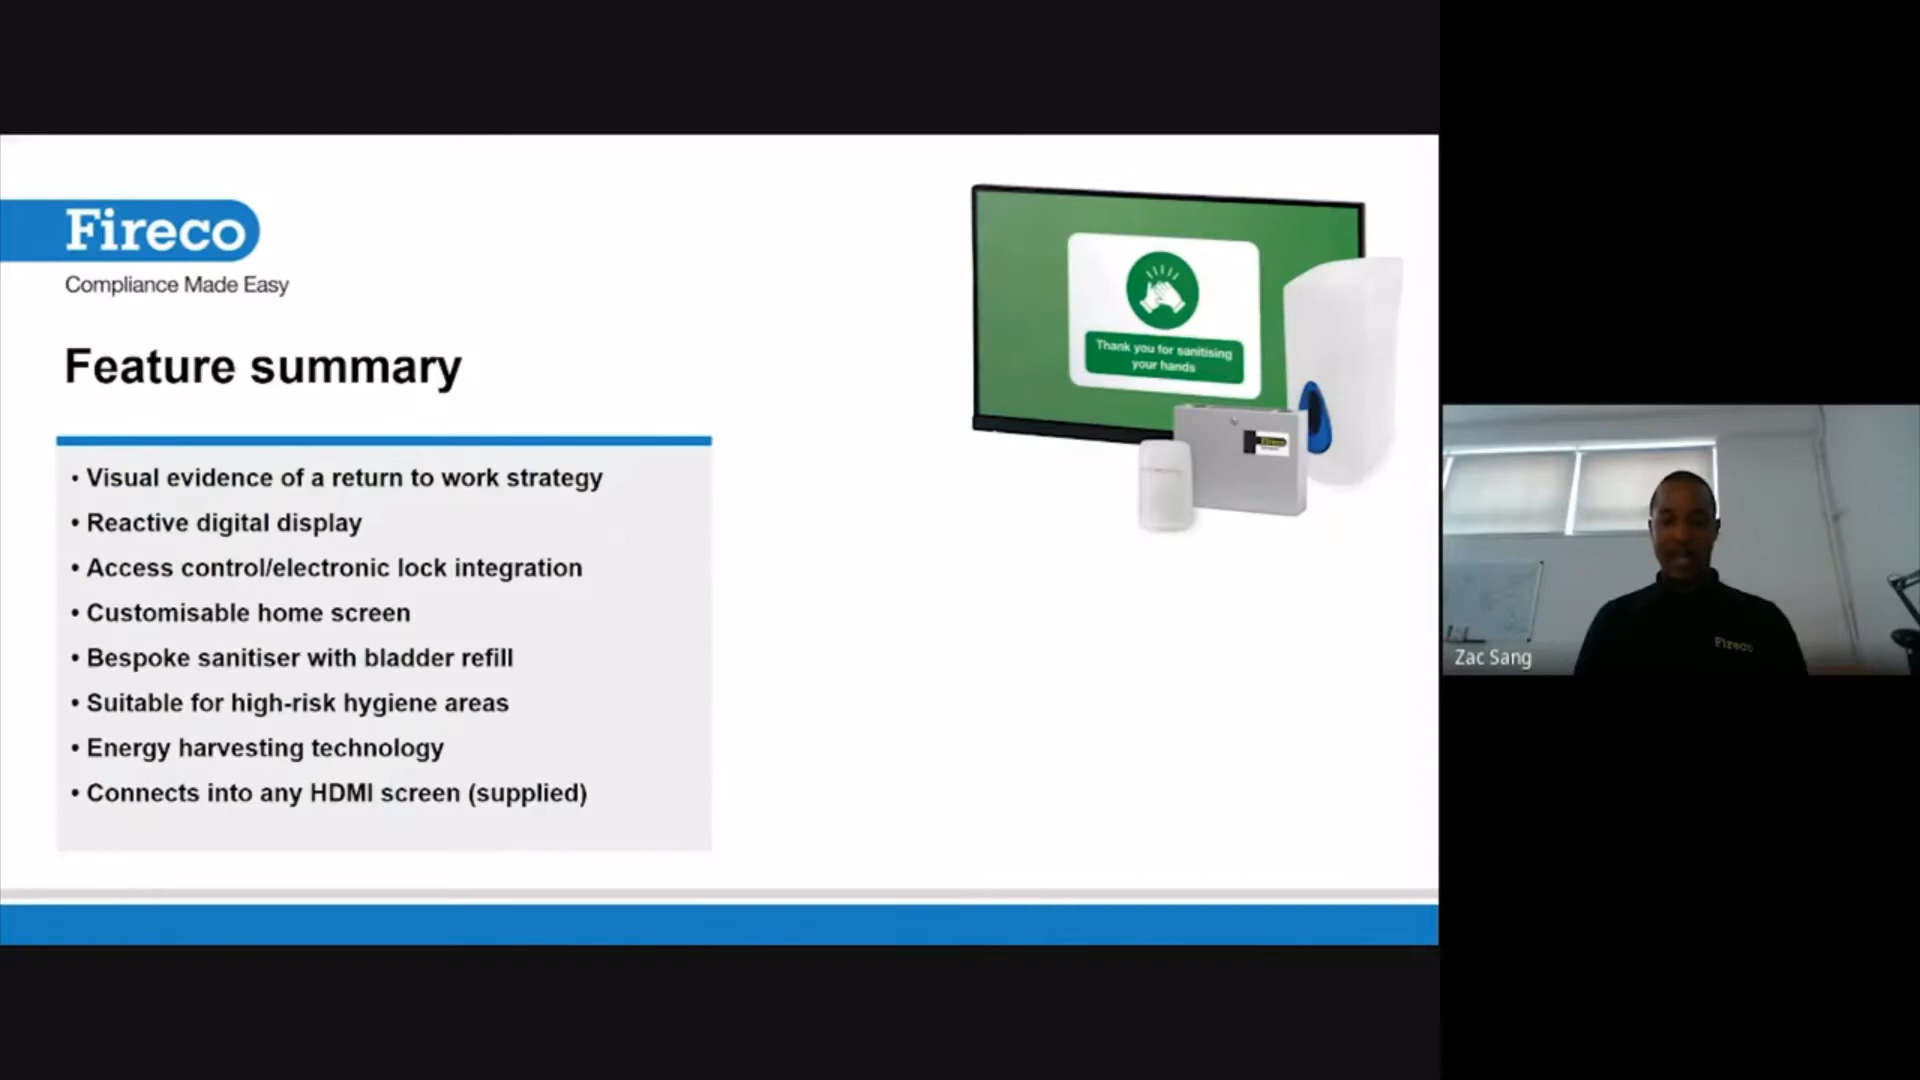 Fireco
Compliance Made Easy
Feature summary
• Visual evidence of a return to work strategy
• Reactive digital display
• Access control/electronic lock integration
• Customisable home screen
• Bespoke sanitiser with bladder refill
• Suitable for high-risk hygiene areas
• Energy harvesting technology
• Connects into any HDMI screen (supplied)
Thank you for sanitising
your hands
Fireco
Fireco
Zac Sang